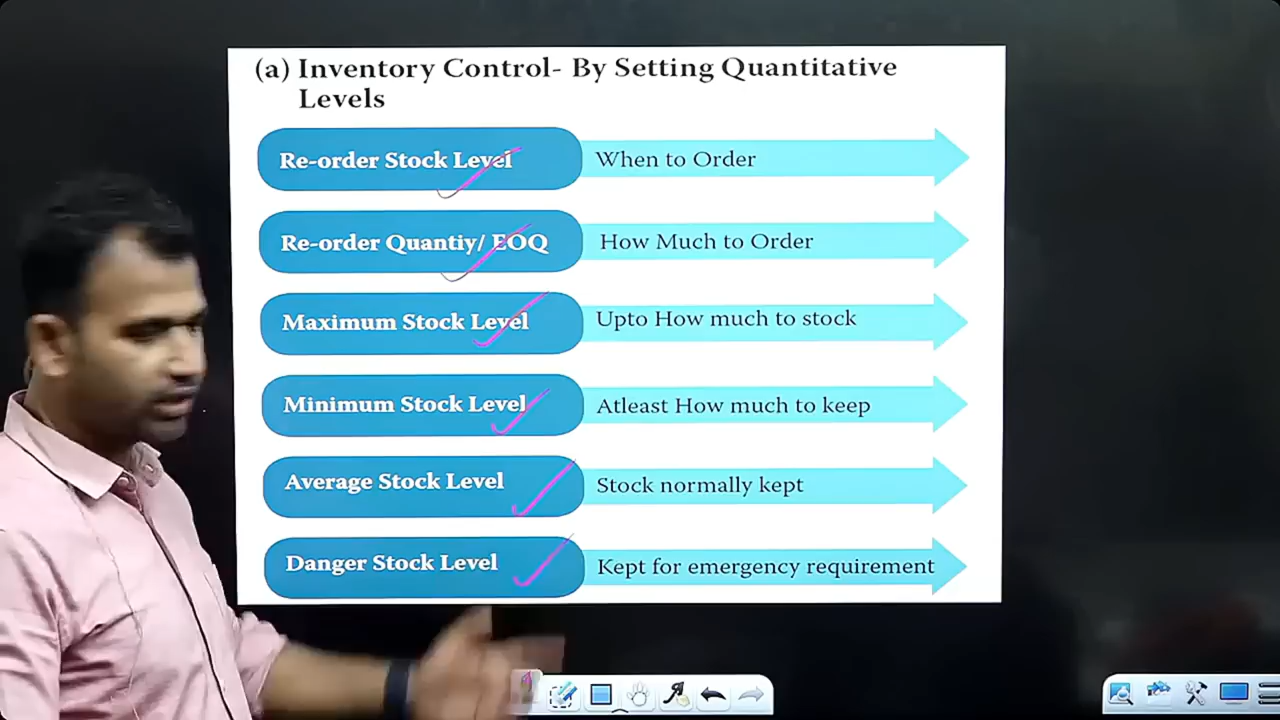 (a) Inventory Control- By Setting Quantitative
Levels
Re-order Stock Level
When to Order
Re-order Quantiy/ EOQ
How Much to Order
Maximum Stock Level
Upto How much to stock
Minimum Stock Level
Atleast How much to keep
Average Stock Level
Stock normally kept
Danger Stock Level
Kept for emergency requirement